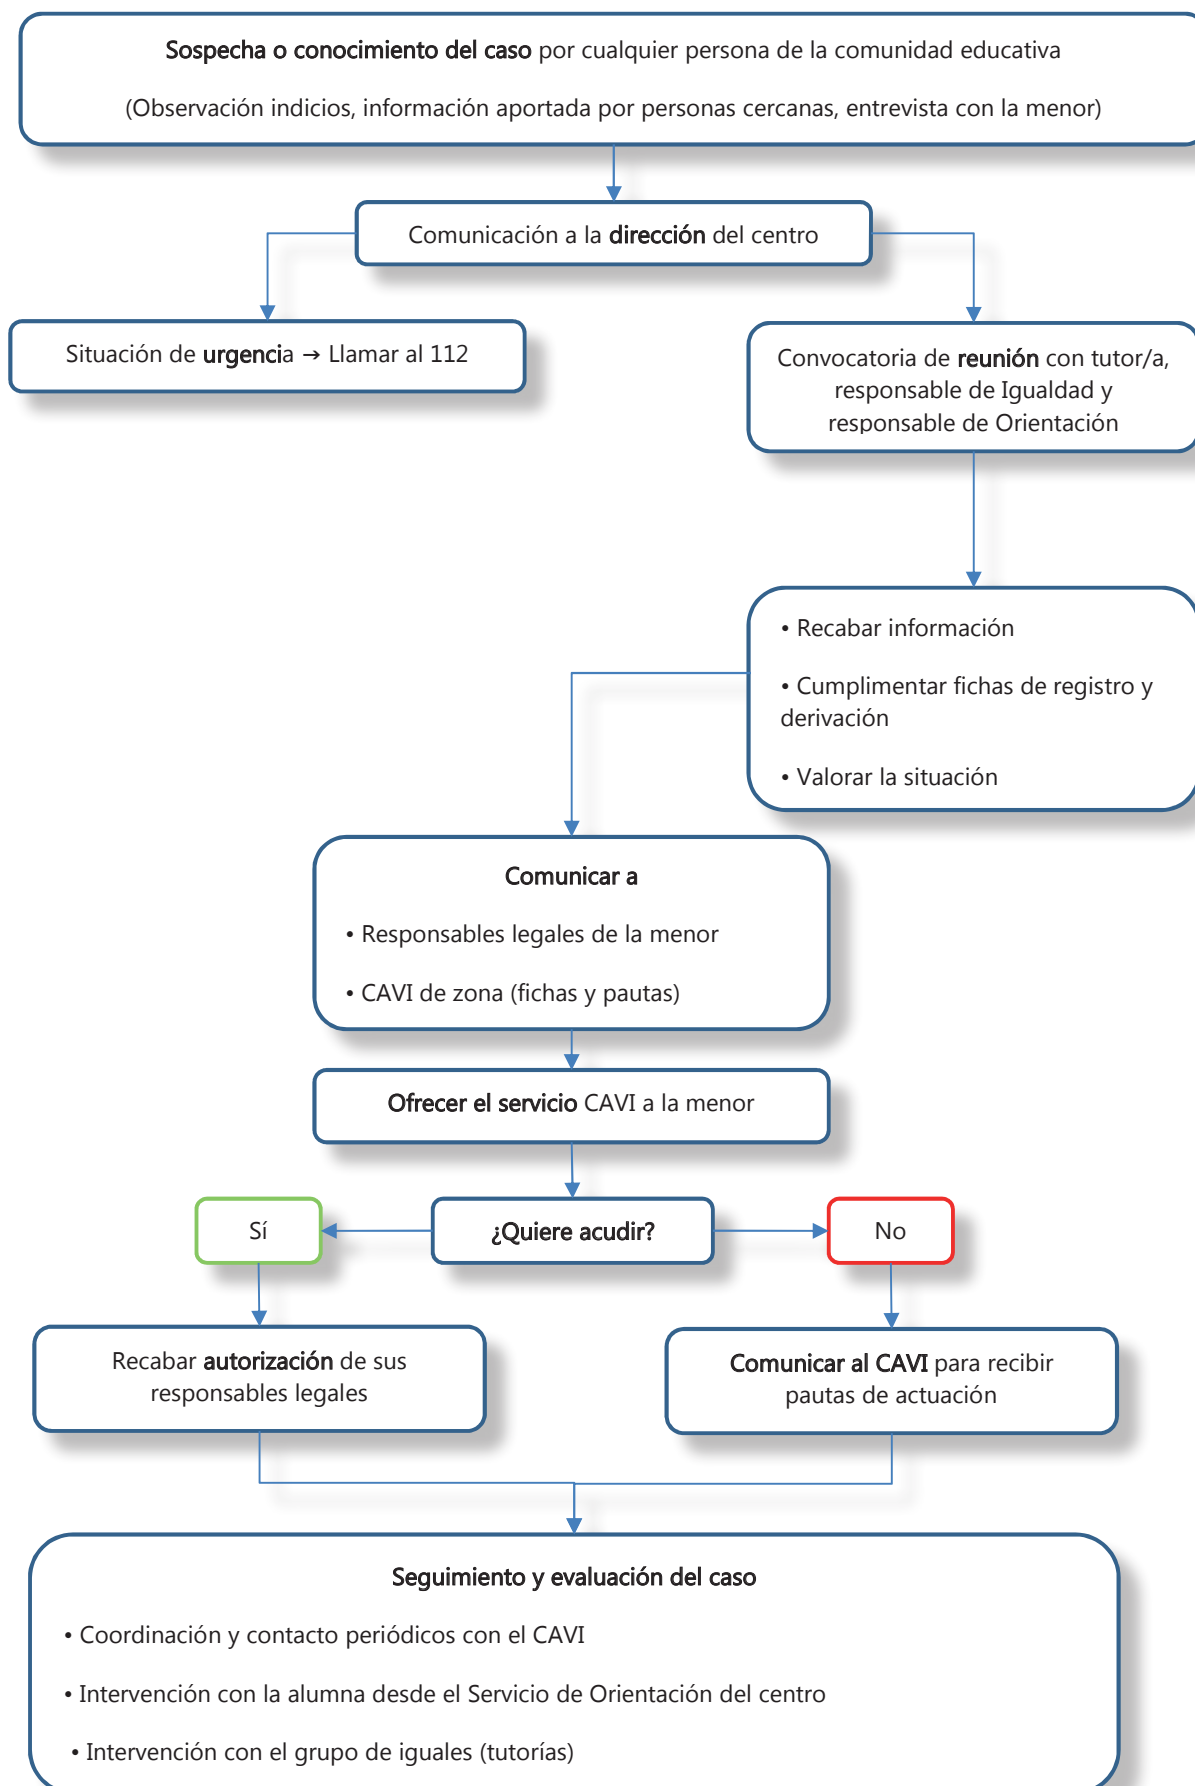 Sospecha o conocimiento del caso por cualquier persona de la comunidad educativa
(Observación indicios, información aportada por personas cercanas, entrevista con la menor)
Comunicación a la dirección del centro
Situación de urgencia → Llamar al 112
Convocatoria de reunión con tutor/a,
responsable de Igualdad y
responsable de Orientación
• Recabar información
• Cumplimentar fichas de registro y
derivación
• Valorar la situación
Comunicar a
• Responsables legales de la menor
• CAVI de zona (fichas y pautas)
Ofrecer el servicio CAVI a la menor
Sí
¿Quiere acudir?
No
Recabar autorización de sus
responsables legales
Comunicar al CAVI para recibir
pautas de actuación
Seguimiento y evaluación del caso
• Coordinación y contacto periódicos con el CAVI
• Intervención con la alumna desde el Servicio de Orientación del centro
• Intervención con el grupo de iguales (tutorías)